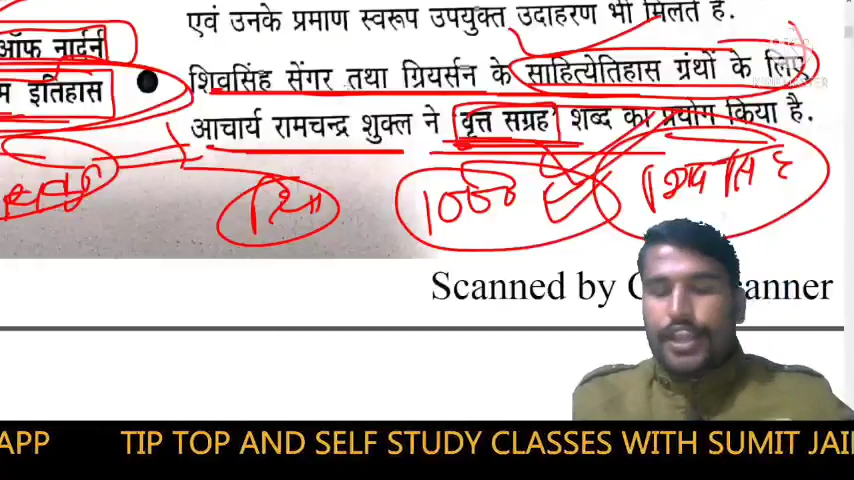 एवं उनके प्रमाण स्वरूप उपयुक्त उदाहरण भी मिलते हैं.
ऑफ नार्दर्न
शिवसिंह सेंगर तथा ग्रियर्सन के साहित्येतिहास ग्रंथों के लिए
म इतिहास
आचार्य रामचन्द्र शुक्ल ने 'वृत्त संग्रह' शब्द का प्रयोग किया है.
1000 शिव सिंह
Scanned by C anner
APP TIP TOP AND SELF STUDY CLASSES WITH SUMIT JAI